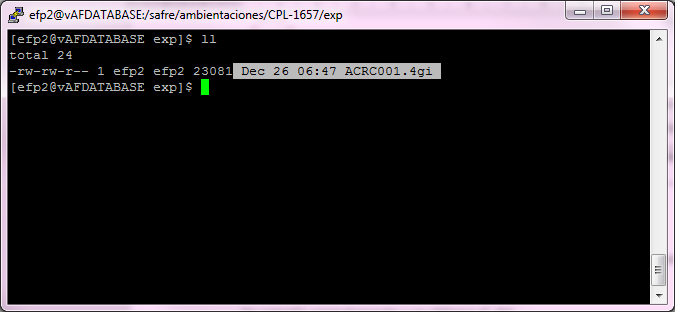 efp2@vAFDATABASE:/safre/ambientaciones/CPL-1657/exp
[efp2@vAFDATABASE exp]$ ll
total 24
-rw-rw-r-- 1 efp2 efp2 23081 Dec 26 06:47 ACRC001.4gi
[efp2@vAFDATABASE exp]$